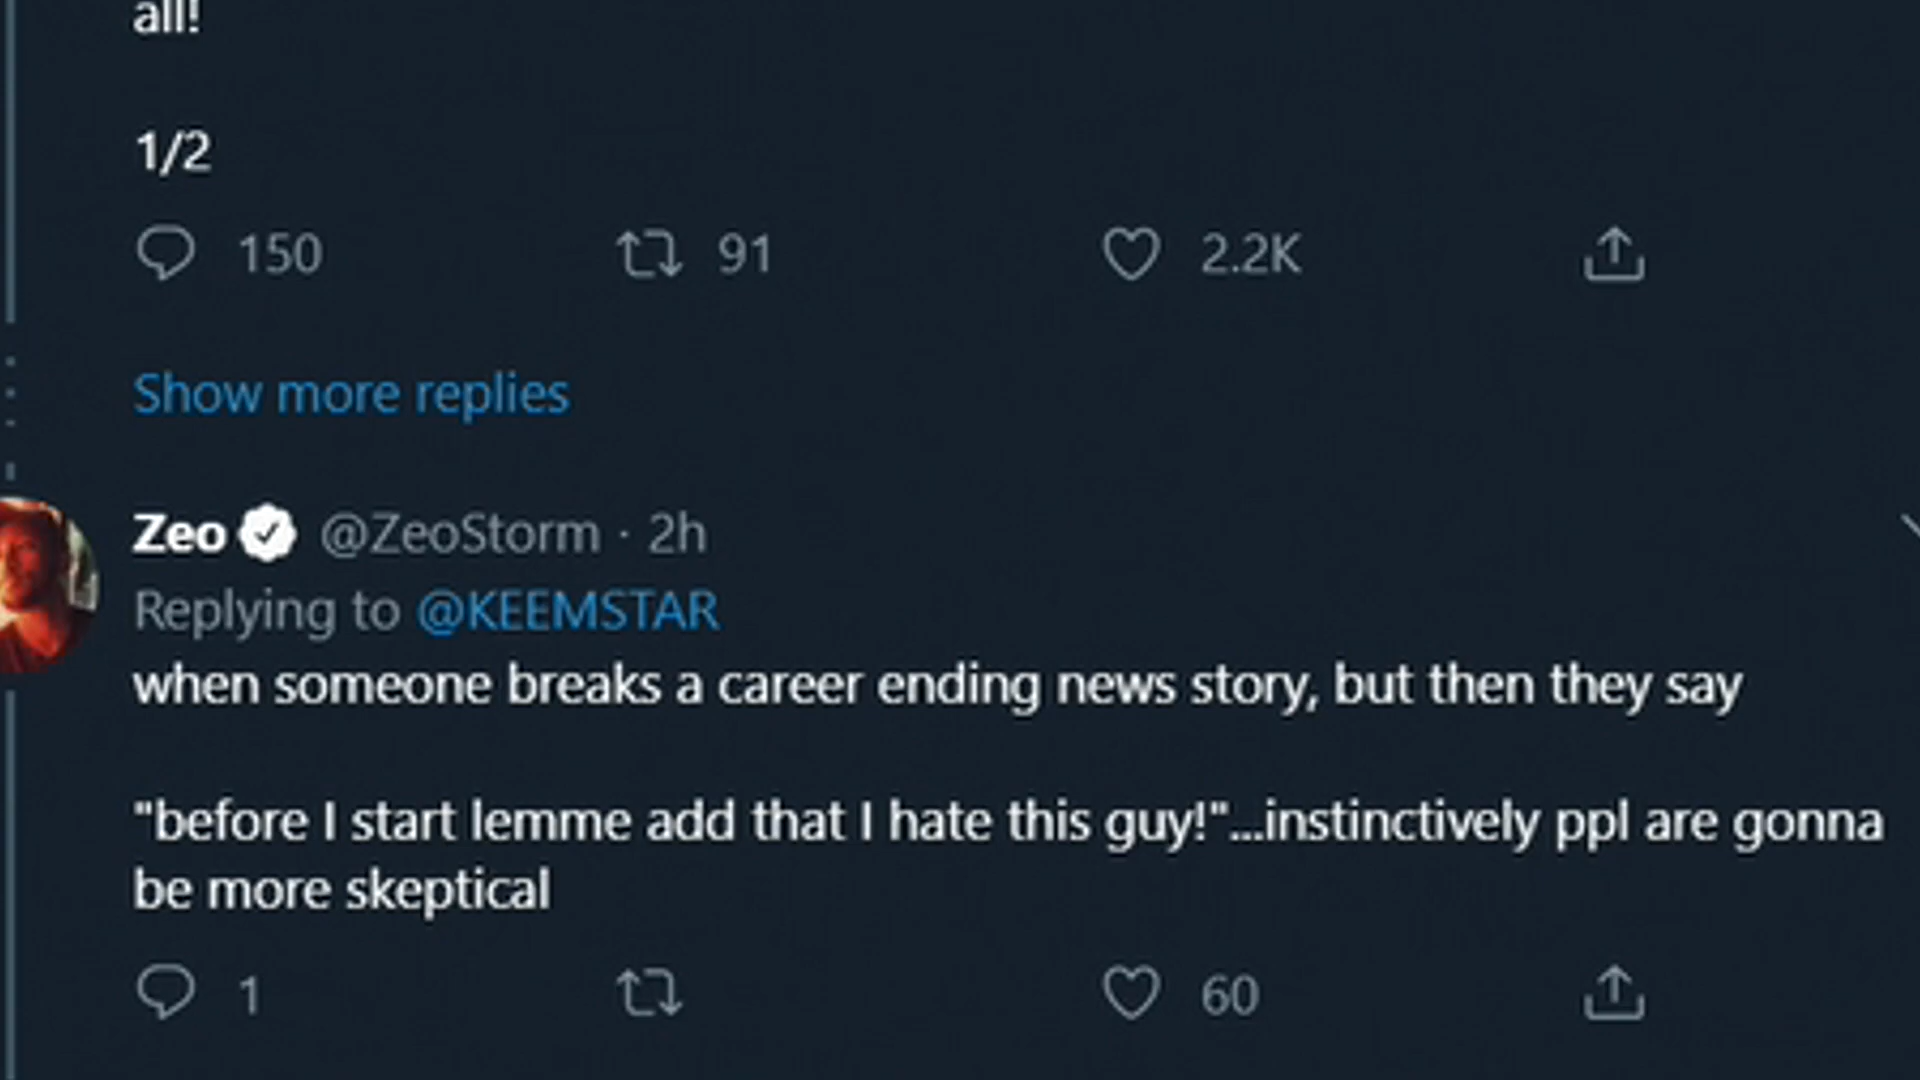 all!
1/2
150 91 2.2K
Show more replies
Zeo @ZeoStorm · 2h
Replying to @KEEMSTAR
when someone breaks a career ending news story, but then they say
"before I start lemme add that I hate this guy!"...instinctively ppl are gonna
be more skeptical
1 60